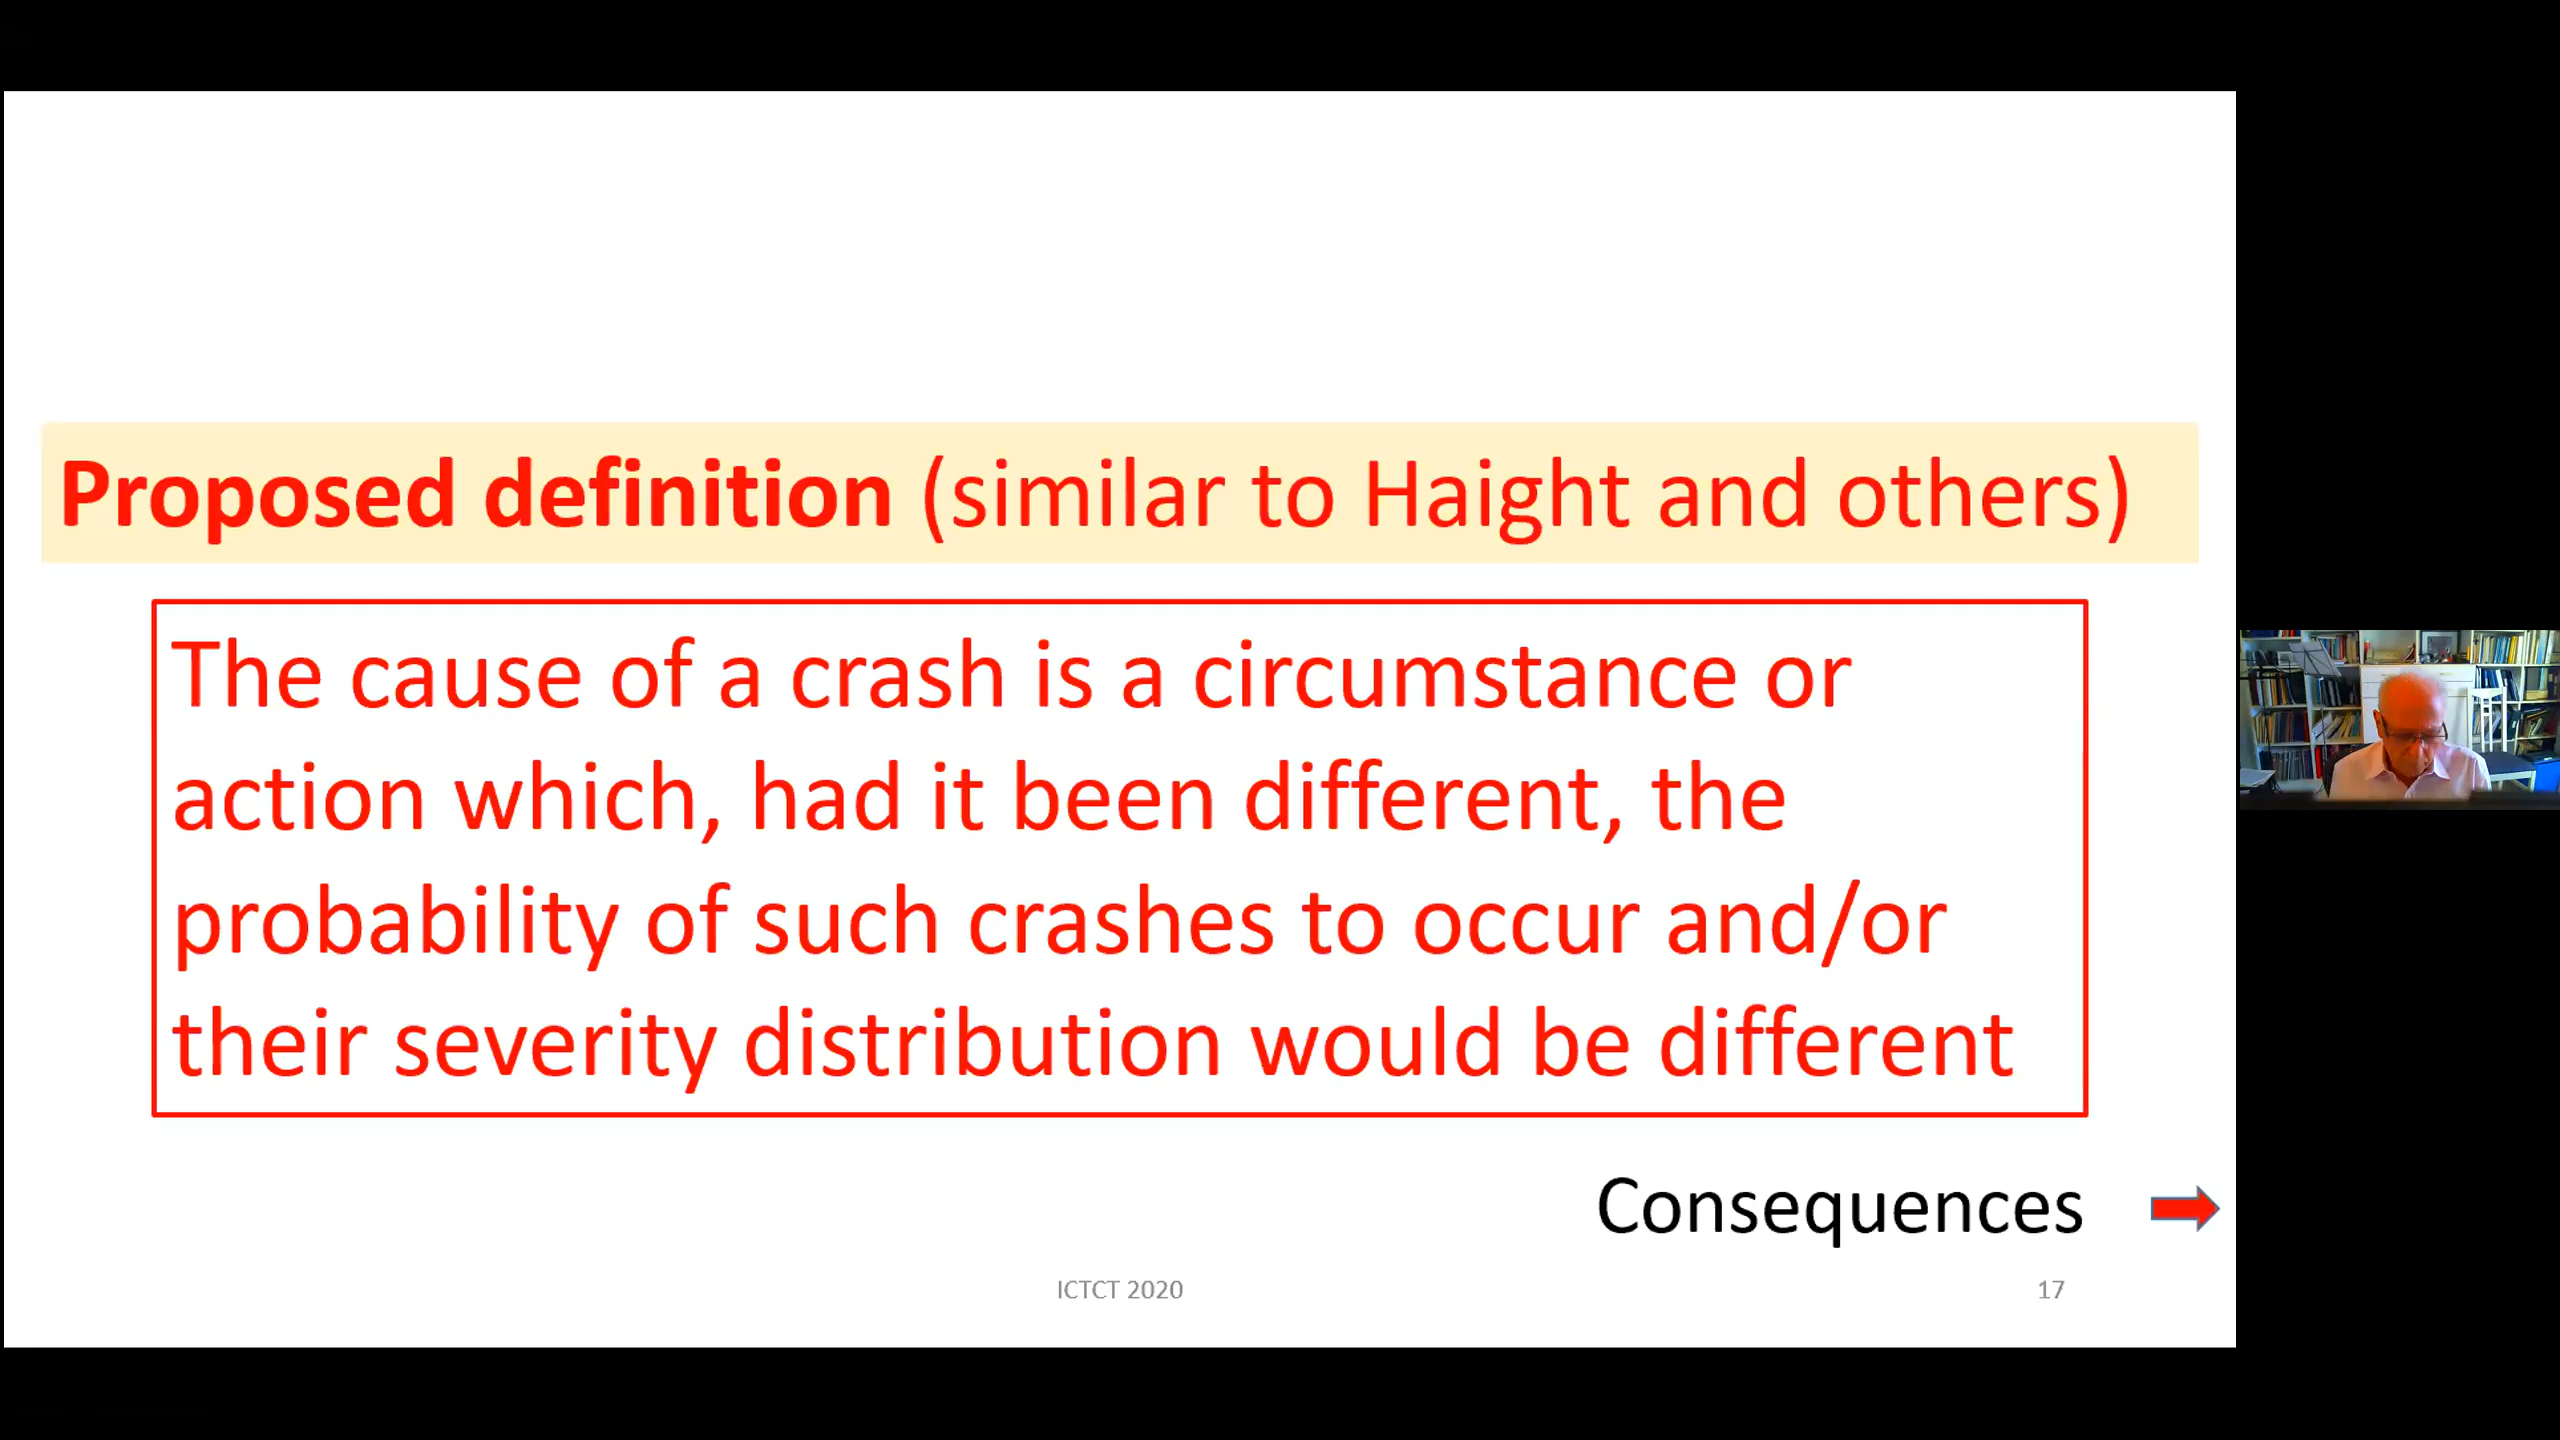 Proposed definition (similar to Haight and others)
The cause of a crash is a circumstance or
action which, had it been different, the
probability of such crashes to occur and/or
their severity distribution would be different
Consequences
ICTCT 2020
17